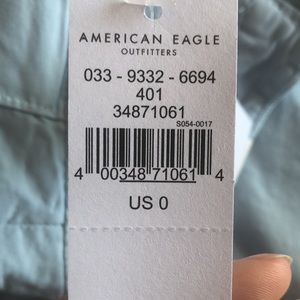 AMERICAN EAGLE
OUTFITTERS
033 - 9332 - 6694
401
34871061
S054-0017
4 00348 71061 4
US 0